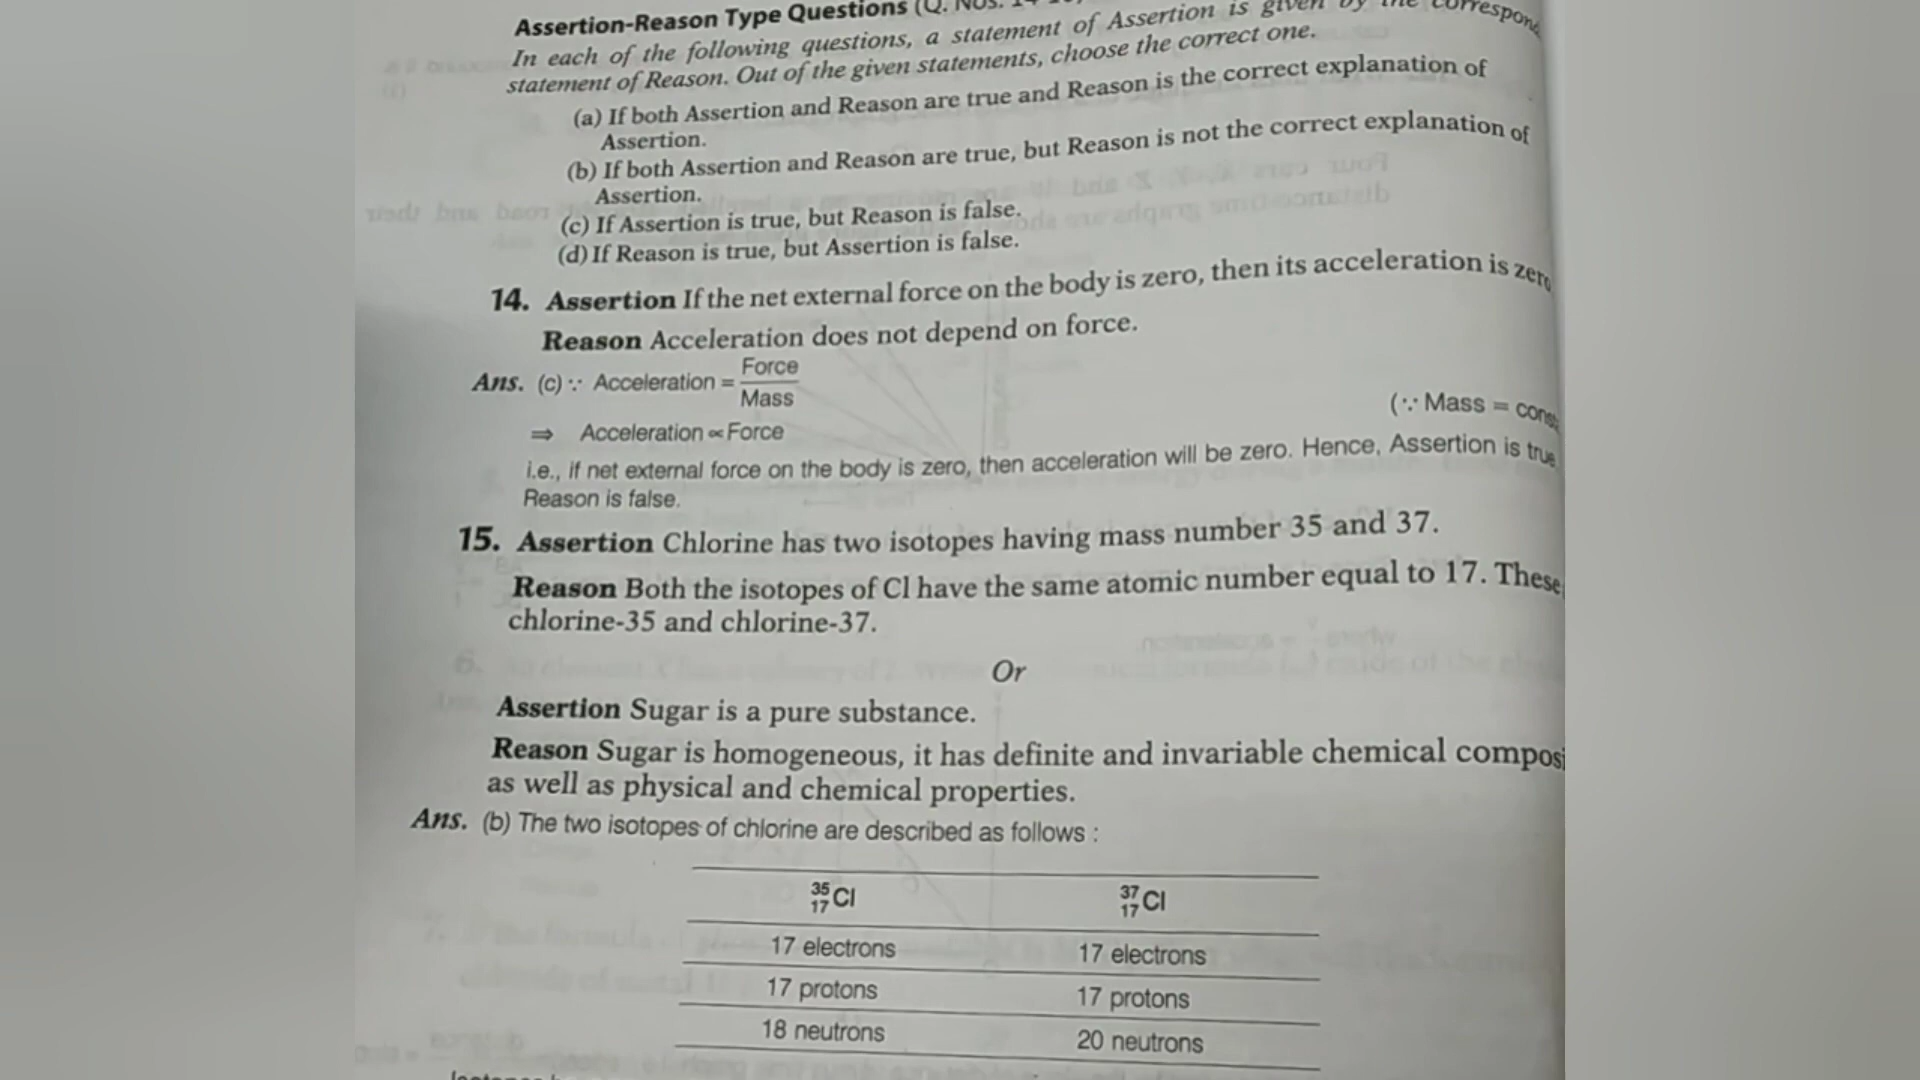 Assertion-Reason Type Questions (Q. Nos.
In each of the following questions, a statement of Assertion is given by the
statement of Reason. Out of the given statements, choose the correct one.
(a) If both Assertion and Reason are true and Reason is the correct explanation of
Assertion.
(b) If both Assertion and Reason are true, but Reason is not the correct explanation of
Assertion.
(c) If Assertion is true, but Reason is false.
(d) If Reason is true, but Assertion is false.
14. Assertion If the net external force on the body is zero, then its acceleration is zero
Reason Acceleration does not depend on force.
Ans. (c) ∵ Acceleration = Force / Mass
(∵ Mass = cons
⇒ Acceleration ∝ Force
i.e., if net external force on the body is zero, then acceleration will be zero. Hence, Assertion is true
Reason is false.
15. Assertion Chlorine has two isotopes having mass number 35 and 37.
Reason Both the isotopes of Cl have the same atomic number equal to 17. These
chlorine-35 and chlorine-37.
Or
Assertion Sugar is a pure substance.
Reason Sugar is homogeneous, it has definite and invariable chemical composi
as well as physical and chemical properties.
Ans. (b) The two isotopes of chlorine are described as follows :
³⁵₁₇Cl ³⁷₁₇Cl
17 electrons 17 electrons
17 protons 17 protons
18 neutrons 20 neutrons